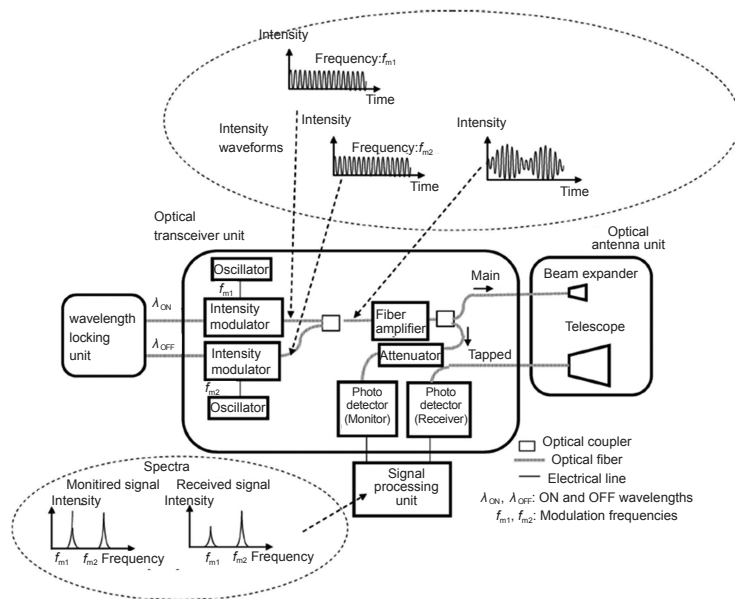 Intensity
Frequency:fm1
Time
Intensity
waveforms
Intensity
Frequency:fm2
Time
Intensity
Time
Optical
transceiver unit
Optical
antenna unit
Oscillator
fm1
Intensity
modulator
λON
wavelength
locking
unit
λOFF
Intensity
modulator
fm2
Oscillator
Fiber
amplifier
Attenuator
Main
Tapped
Beam expander
Telescope
Photo
detector
(Monitor)
Photo
detector
(Receiver)
Signal
processing
unit
Optical coupler
Optical fiber
Electrical line
λON, λOFF: ON and OFF wavelengths
fm1, fm2: Modulation frequencies
Spectra
Monitired signal
Intensity
fm1 fm2 Frequency
Received signal
Intensity
fm1 fm2 Frequency